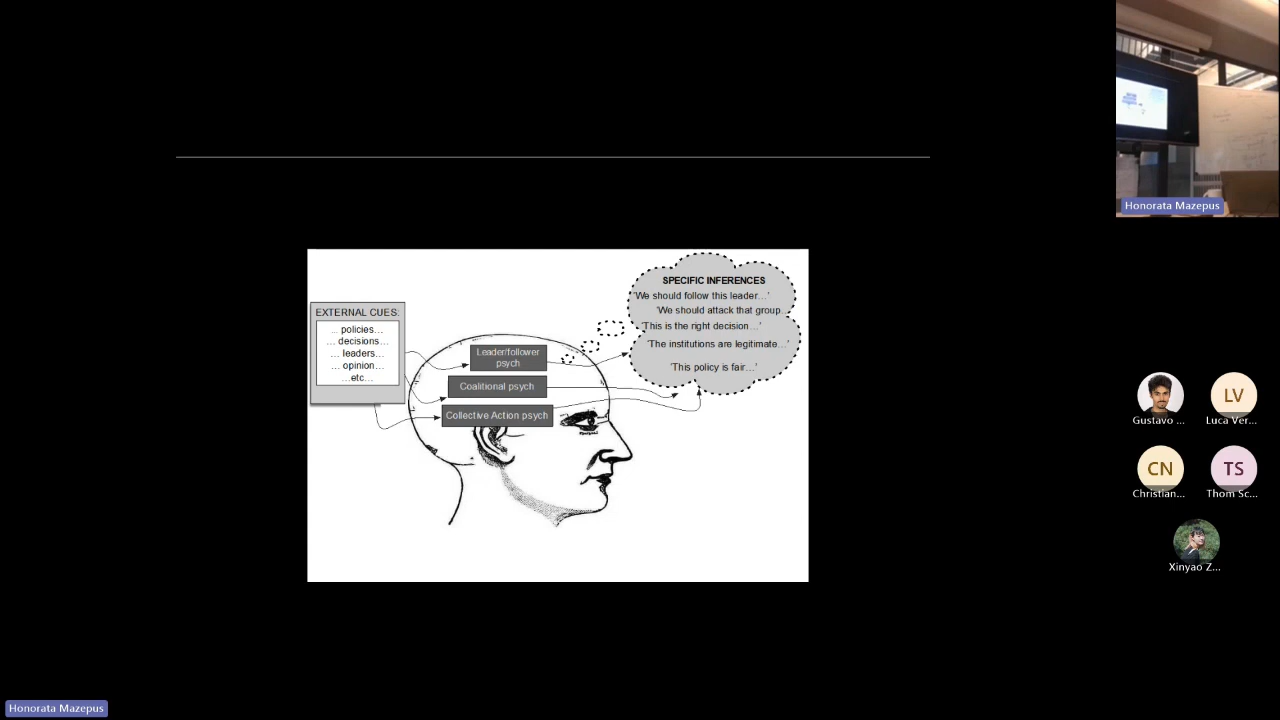 EXTERNAL CUES:
... policies...
... decisions...
... leaders...
... opinion...
...etc...
Leader/follower
psych
Coalitional psych
Collective Action psych
SPECIFIC INFERENCES
'We should follow this leader...'
'We should attack that group...
'This is the right decision...'
'The institutions are legitimate...'
'This policy is fair...'
Honorata Mazepus
Gustavo ...
Luca Ver...
CN
Christian...
TS
Thom Sc...
LV
Xinyao Z...
Honorata Mazepus